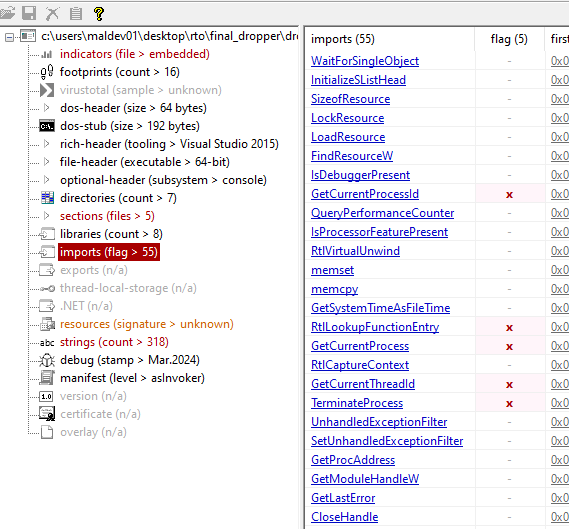 c:\users\maldev01\desktop\rto\final_dropper\dro
indicators (file > embedded)
footprints (count > 16)
virustotal (sample > unknown)
dos-header (size > 64 bytes)
dos-stub (size > 192 bytes)
rich-header (tooling > Visual Studio 2015)
file-header (executable > 64-bit)
optional-header (subsystem > console)
directories (count > 7)
sections (files > 5)
libraries (count > 8)
imports (flag > 55)
exports (n/a)
thread-local-storage (n/a)
.NET (n/a)
resources (signature > unknown)
abc strings (count > 318)
debug (stamp > Mar.2024)
manifest (level > asInvoker)
1.0 version (n/a)
certificate (n/a)
overlay (n/a)
imports (55) flag (5) first
WaitForSingleObject - 0x0
InitializeSListHead - 0x0
SizeofResource - 0x0
LockResource - 0x0
LoadResource - 0x0
FindResourceW - 0x0
IsDebuggerPresent - 0x0
GetCurrentProcessId x 0x0
QueryPerformanceCounter - 0x0
IsProcessorFeaturePresent - 0x0
RtlVirtualUnwind - 0x0
memset - 0x0
memcpy - 0x0
GetSystemTimeAsFileTime - 0x0
RtlLookupFunctionEntry x 0x0
GetCurrentProcess x 0x0
RtlCaptureContext - 0x0
GetCurrentThreadId x 0x0
TerminateProcess x 0x0
UnhandledExceptionFilter - 0x0
SetUnhandledExceptionFilter - 0x0
GetProcAddress - 0x0
GetModuleHandleW - 0x0
GetLastError - 0x0
CloseHandle - 0x0